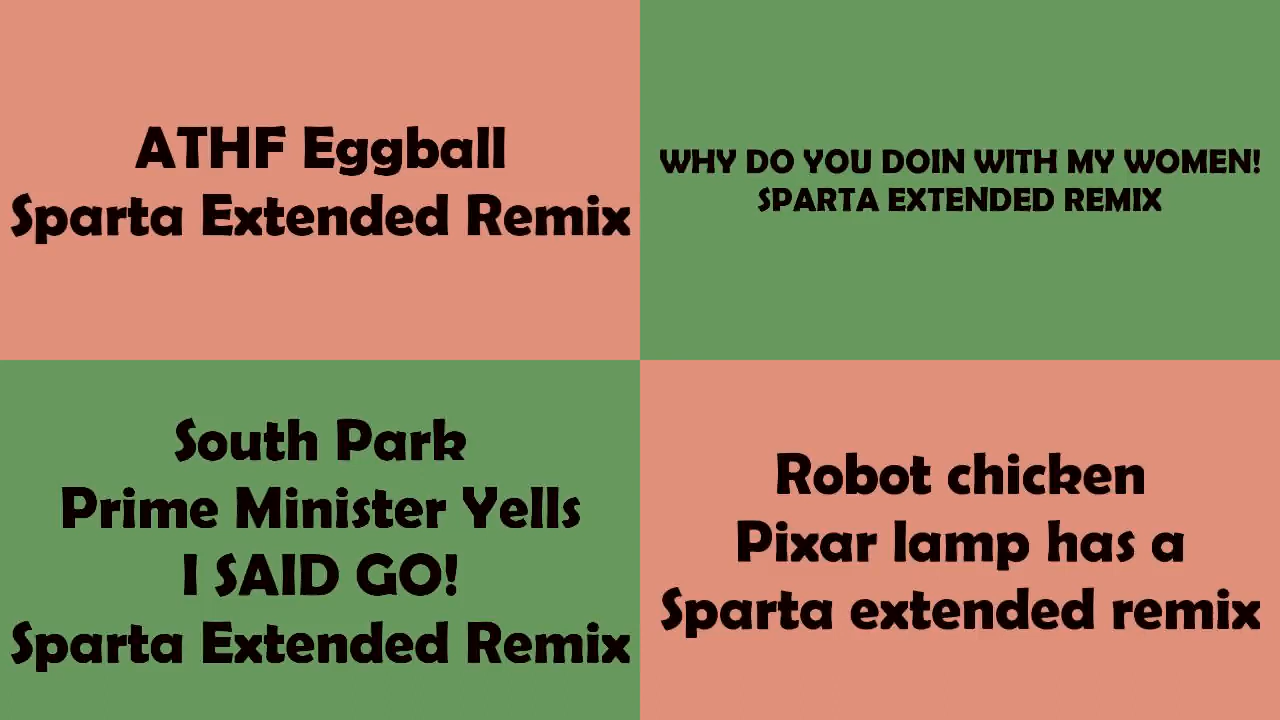 ATHF Eggball
Sparta Extended Remix
WHY DO YOU DOIN WITH MY WOMEN!
SPARTA EXTENDED REMIX
South Park
Prime Minister Yells
I SAID GO!
Sparta Extended Remix
Robot chicken
Pixar lamp has a
Sparta extended remix